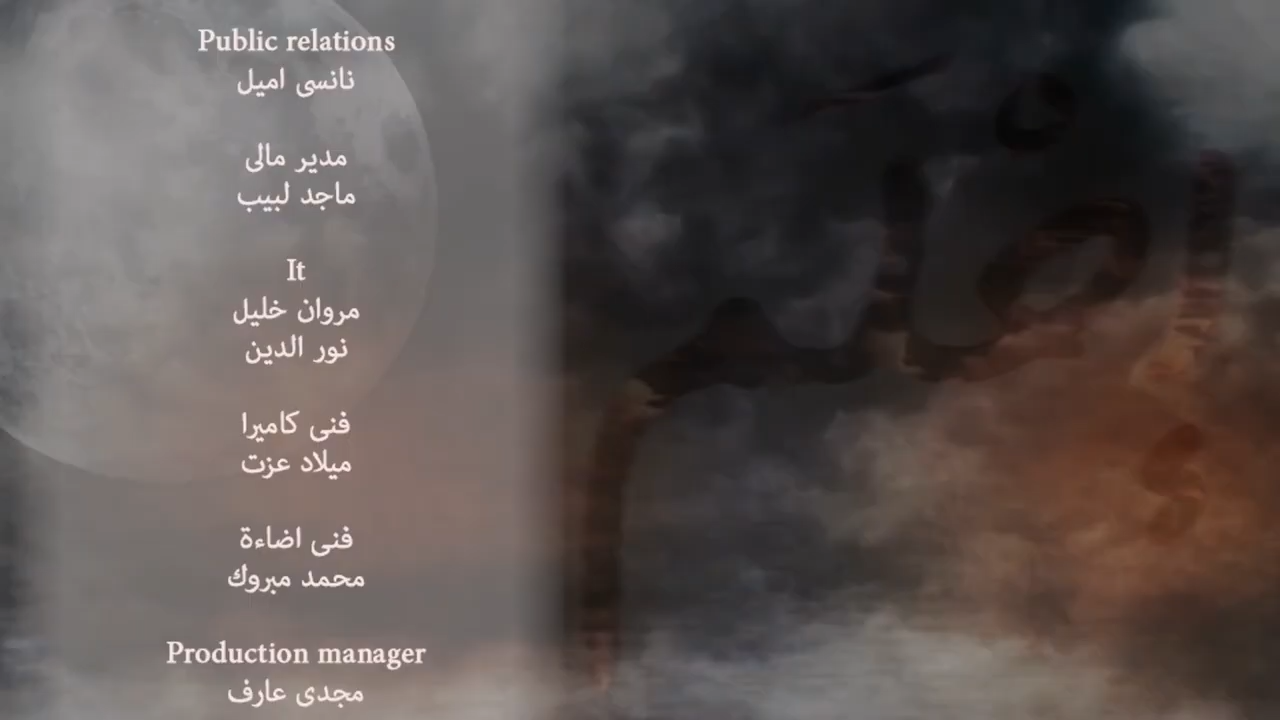 Public relations
نانسى اميل
مدير مالى
ماجد لبيب
It
مروان خليل
نور الدين
فنى كاميرا
ميلاد عزت
فنى اضاءة
محمد مبروك
Production manager
مجدى عارف